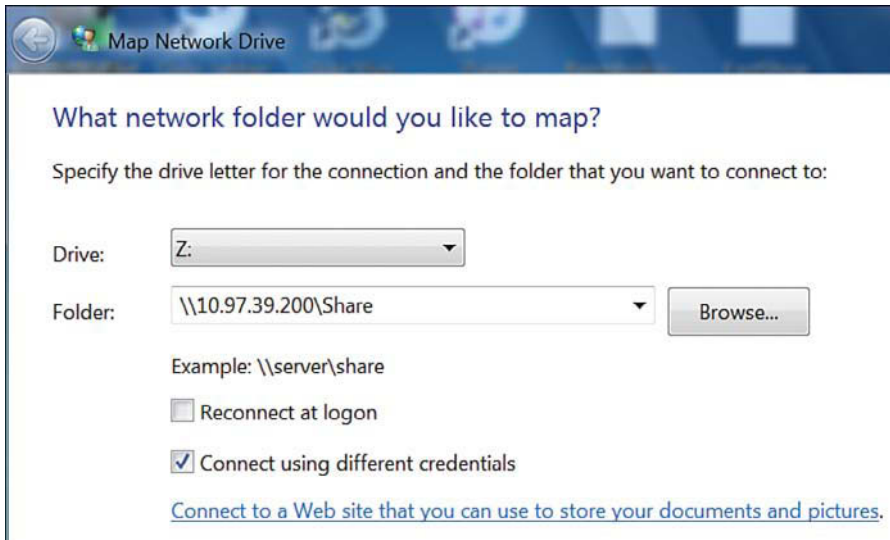 Map Network Drive
What network folder would you like to map?
Specify the drive letter for the connection and the folder that you want to connect to:
Drive: Z:
Folder: \\10.97.39.200\Share Browse...
Example: \\server\share
Reconnect at logon
Connect using different credentials
Connect to a Web site that you can use to store your documents and pictures.